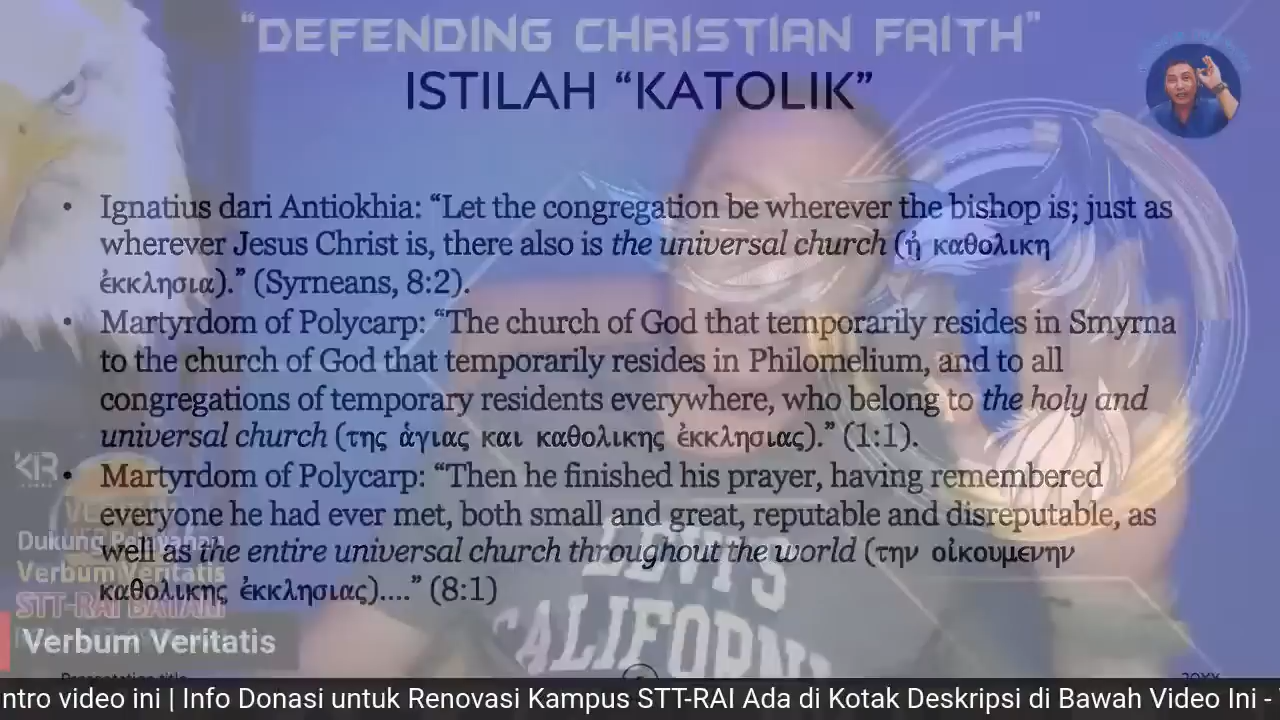 “DEFENDING CHRISTIAN FAITH”
ISTILAH “KATOLIK”
• Ignatius dari Antiokhia: “Let the congregation be wherever the bishop is; just as
wherever Jesus Christ is, there also is the universal church (ἡ καθολικη
ἐκκλησια).” (Syrneans, 8:2).
• Martyrdom of Polycarp: “The church of God that temporarily resides in Smyrna
to the church of God that temporarily resides in Philomelium, and to all
congregations of temporary residents everywhere, who belong to the holy and
universal church (της ἁγιας και καθολικης ἐκκλησιας).” (1:1).
• Martyrdom of Polycarp: “Then he finished his prayer, having remembered
everyone he had ever met, both small and great, reputable and disreputable, as
well as the entire universal church throughout the world (την οἰκουμενην
καθολικης ἐκκλησιας)....” (8:1)
KIR
Dukung Pelayanan
Verbum Veritatis
STT-RAI BATAM
Verbum Veritatis
LEVI'S
CALIFORN
Presentation title
20XX
ntro video ini | Info Donasi untuk Renovasi Kampus STT-RAI Ada di Kotak Deskripsi di Bawah Video Ini -